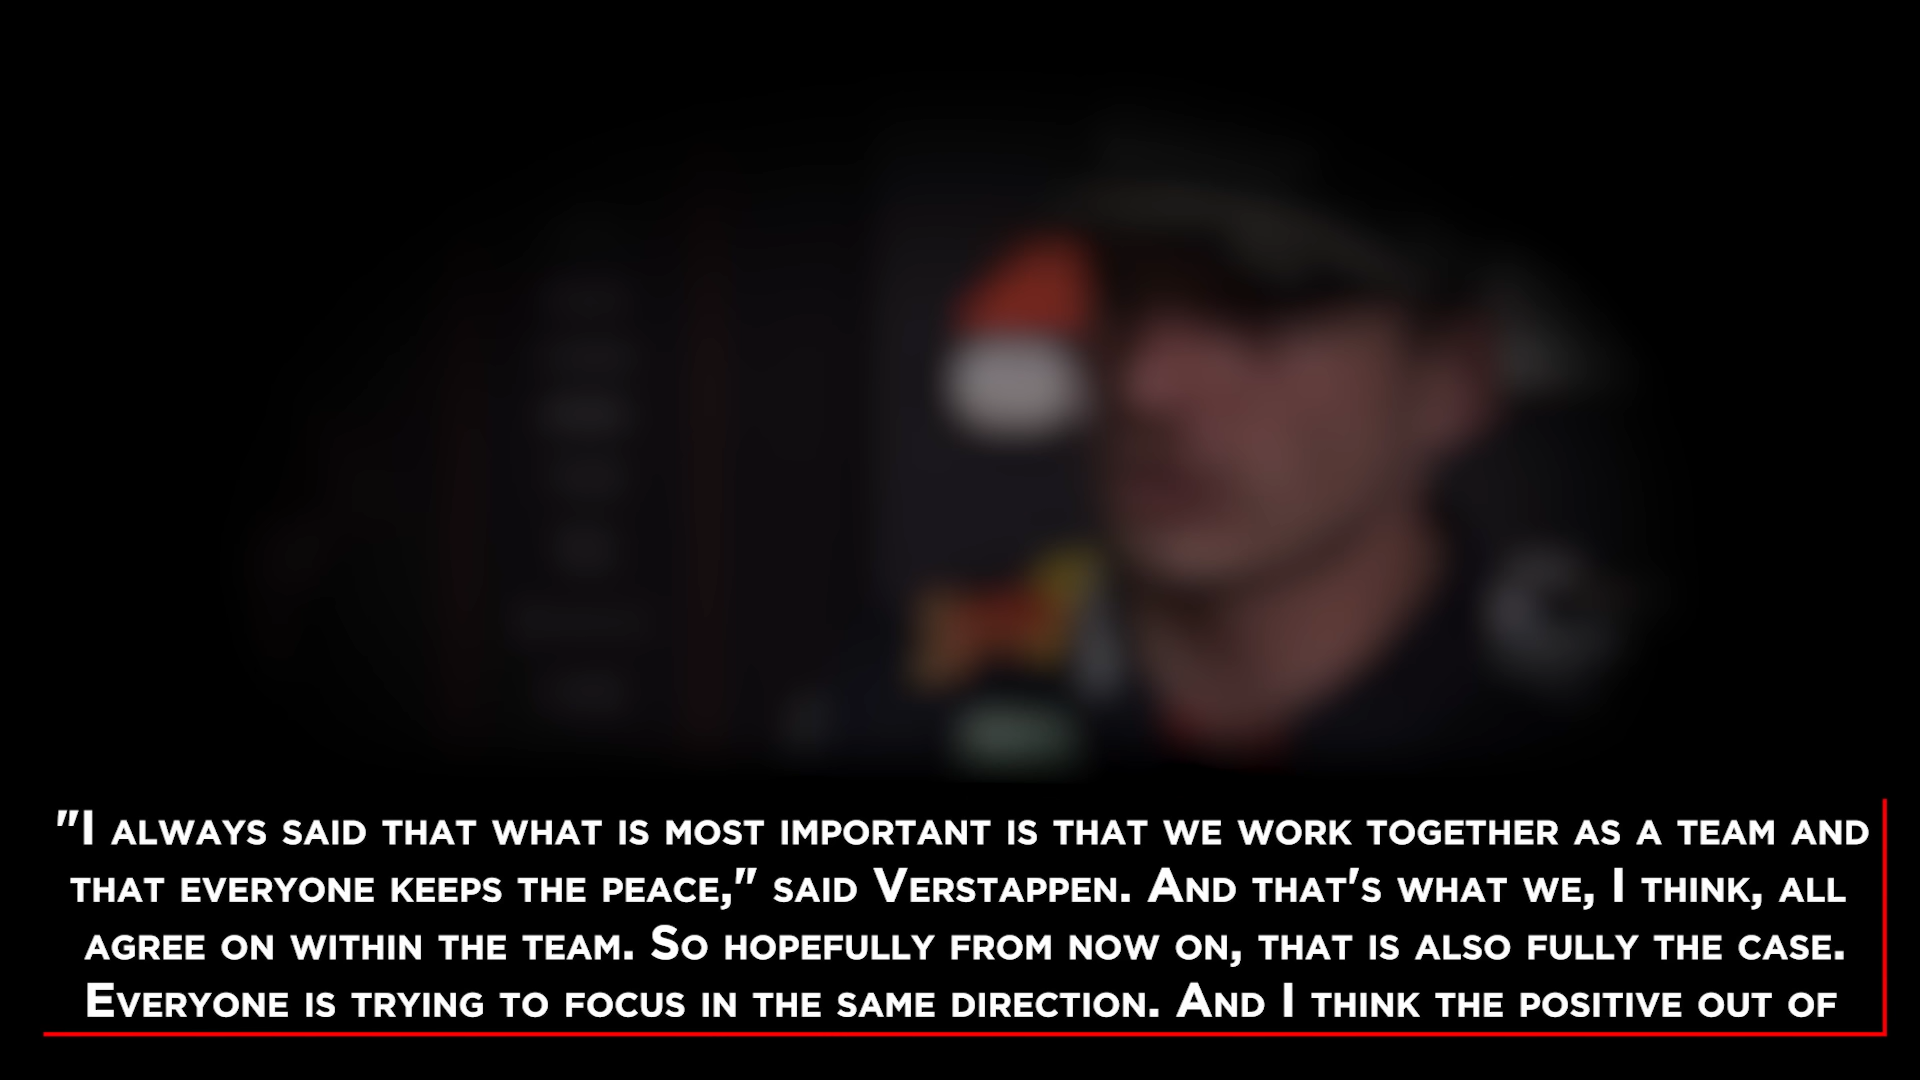 "I ALWAYS SAID THAT WHAT IS MOST IMPORTANT IS THAT WE WORK TOGETHER AS A TEAM AND
THAT EVERYONE KEEPS THE PEACE," SAID VERSTAPPEN. AND THAT'S WHAT WE, I THINK, ALL
AGREE ON WITHIN THE TEAM. SO HOPEFULLY FROM NOW ON, THAT IS ALSO FULLY THE CASE.
EVERYONE IS TRYING TO FOCUS IN THE SAME DIRECTION. AND I THINK THE POSITIVE OUT OF